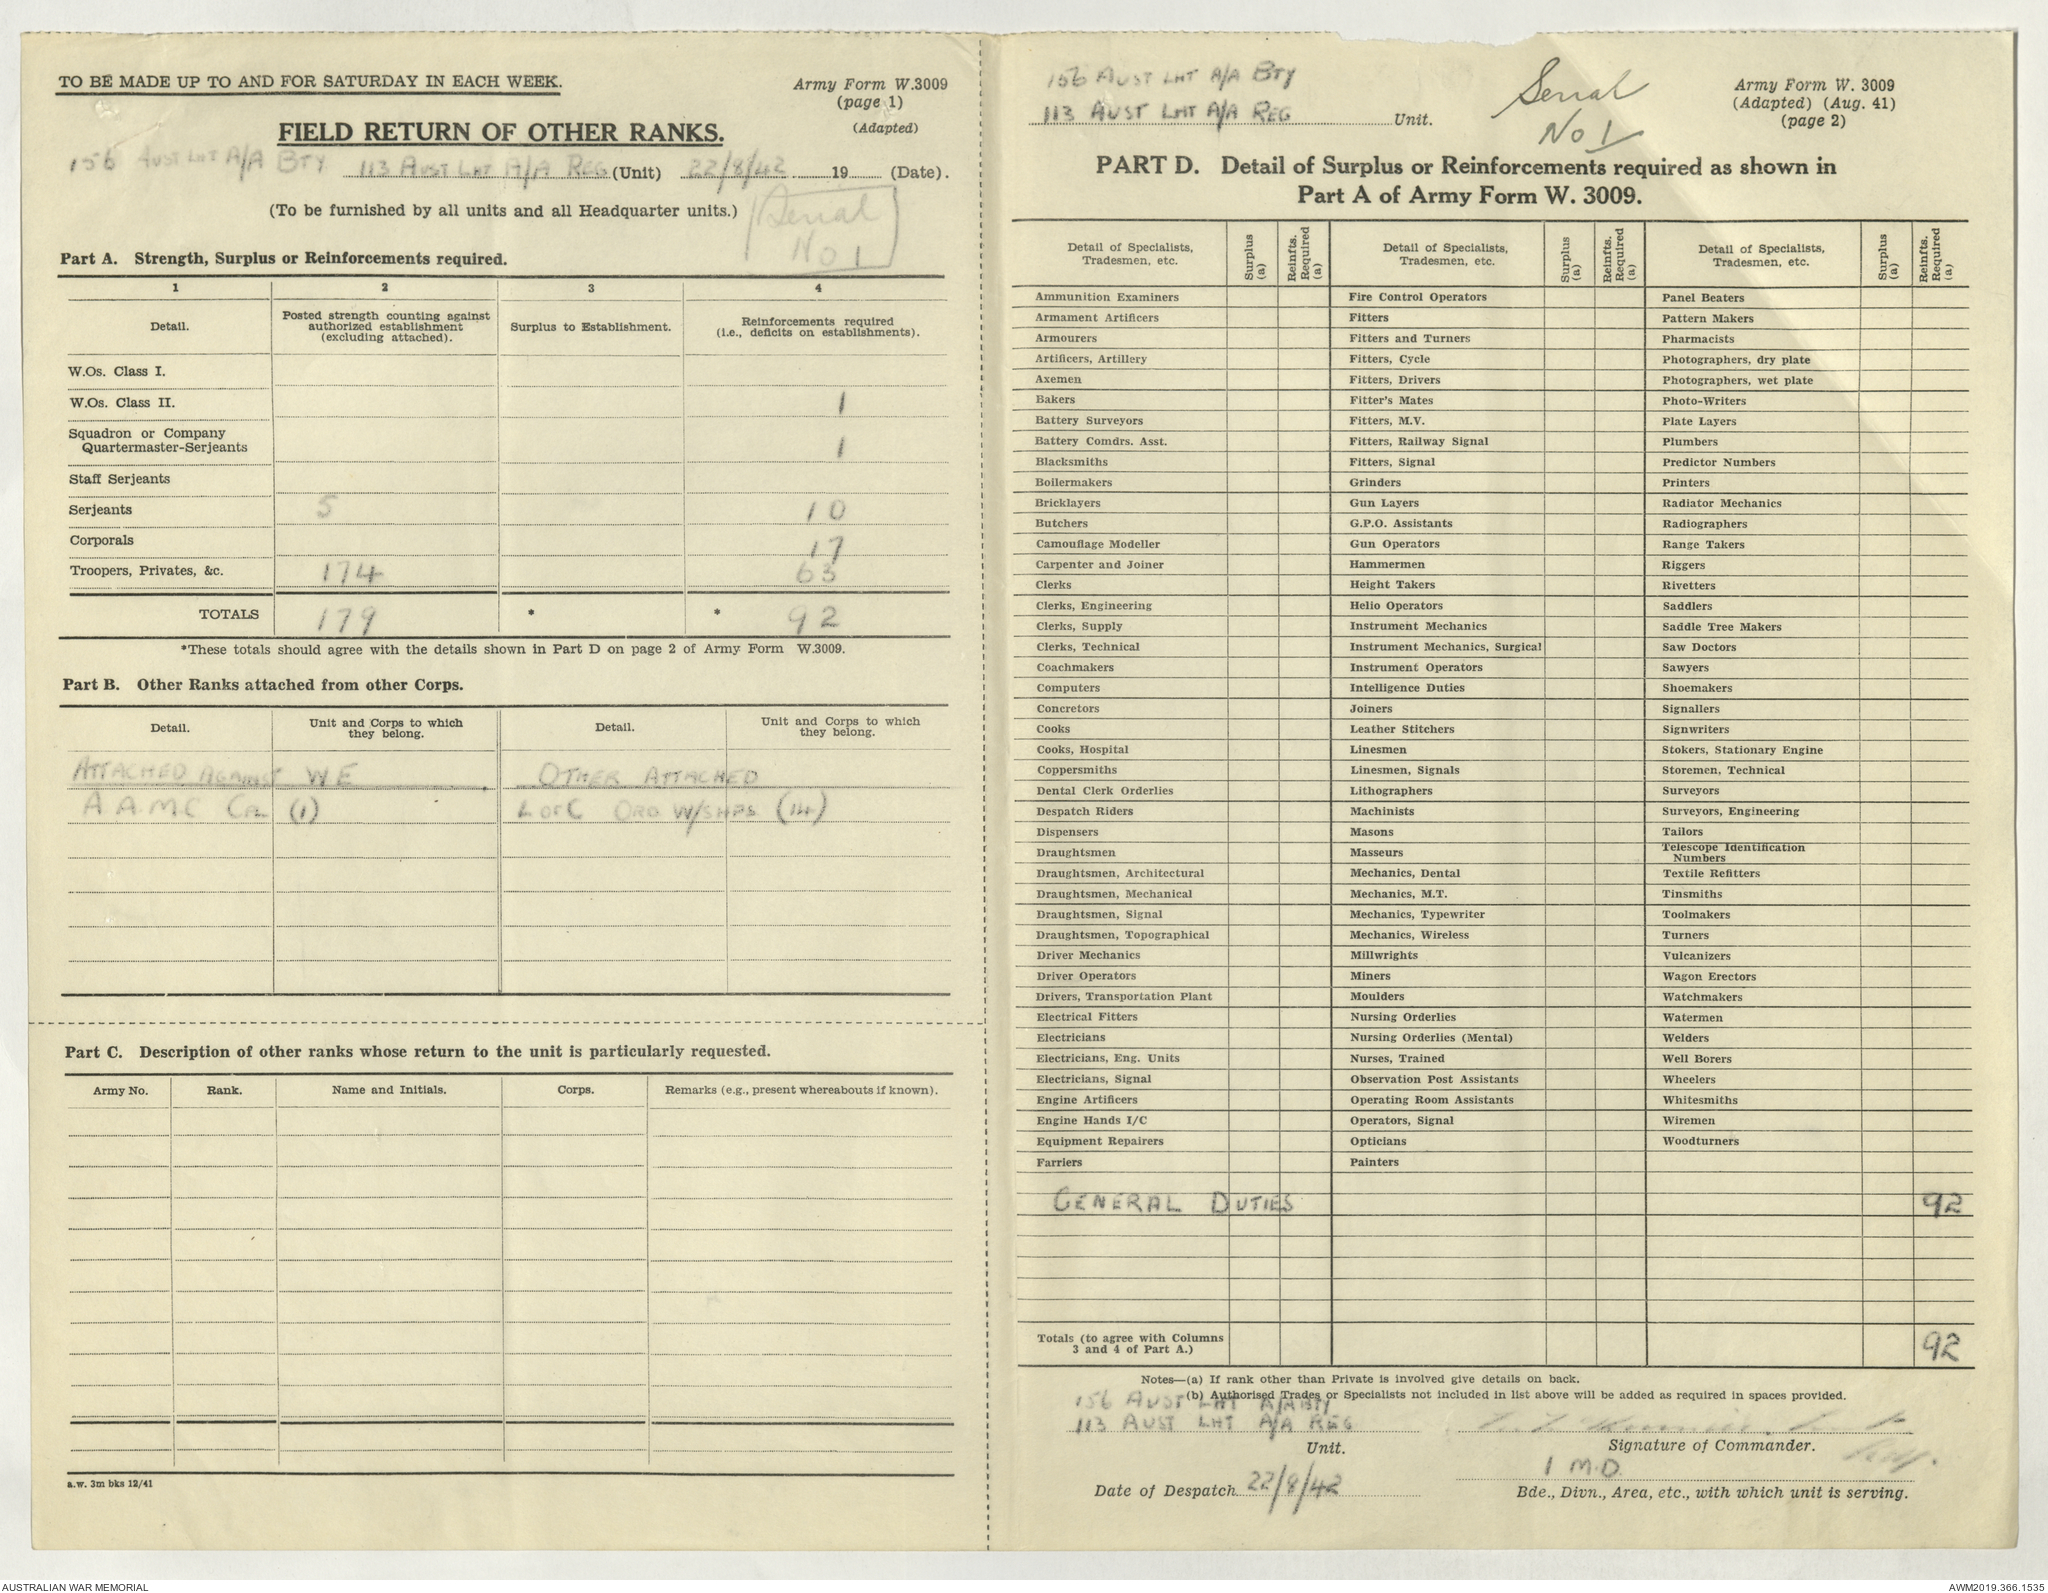 TO BE MADE UP TO AND FOR SATURDAY IN EACH WEEK.
Army Form W.3009
(page 1)
(Adapted)
FIELD RETURN OF OTHER RANKS.
156 AUST LHT A/A BTY 113 AUST LHT A/A REG (Unit) 22/8/42 19 (Date).
(To be furnished by all units and all Headquarter units.)
Serial
No 1
Part A. Strength, Surplus or Reinforcements required.
1 2 3 4
Detail. Posted strength counting against authorized establishment (excluding attached). Surplus to Establishment. Reinforcements required (i.e., deficits on establishments).
W.Os. Class I.
W.Os. Class II. 1
Squadron or Company
Quartermaster-Serjeants 1
Staff Serjeants
Serjeants 5 10
Corporals 17
Troopers, Privates, &c. 174 63
TOTALS 179 * * 92
*These totals should agree with the details shown in Part D on page 2 of Army Form W.3009.
Part B. Other Ranks attached from other Corps.
Detail. Unit and Corps to which they belong. Detail. Unit and Corps to which they belong.
ATTACHED AGAINST WE OTHER ATTACHED
A.A.M.C CPL (1) L OF C ORD W/SHPS (14)
Part C. Description of other ranks whose return to the unit is particularly requested.
Army No. Rank. Name and Initials. Corps. Remarks (e.g., present whereabouts if known).
a.w. 3m bks 12/41
156 AUST LHT A/A BTY
113 AUST LHT A/A REG Unit.
Serial
No 1
Army Form W. 3009
(Adapted) (Aug. 41)
(page 2)
PART D. Detail of Surplus or Reinforcements required as shown in
Part A of Army Form W. 3009.
Detail of Specialists, Tradesmen, etc. Surplus (a) Reinfts. Required (a) Detail of Specialists, Tradesmen, etc. Surplus (a) Reinfts. Required (a) Detail of Specialists, Tradesmen, etc. Surplus (a) Reinfts. Required (a)
Ammunition Examiners Fire Control Operators Panel Beaters
Armament Artificers Fitters Pattern Makers
Armourers Fitters and Turners Pharmacists
Artificers, Artillery Fitters, Cycle Photographers, dry plate
Axemen Fitters, Drivers Photographers, wet plate
Bakers Fitter's Mates Photo-Writers
Battery Surveyors Fitters, M.V. Plate Layers
Battery Comdrs. Asst. Fitters, Railway Signal Plumbers
Blacksmiths Fitters, Signal Predictor Numbers
Boilermakers Grinders Printers
Bricklayers Gun Layers Radiator Mechanics
Butchers G.P.O. Assistants Radiographers
Camouflage Modeller Gun Operators Range Takers
Carpenter and Joiner Hammermen Riggers
Clerks Height Takers Rivetters
Clerks, Engineering Helio Operators Saddlers
Clerks, Supply Instrument Mechanics Saddle Tree Makers
Clerks, Technical Instrument Mechanics, Surgical Saw Doctors
Coachmakers Instrument Operators Sawyers
Computers Intelligence Duties Shoemakers
Concretors Joiners Signallers
Cooks Leather Stitchers Signwriters
Cooks, Hospital Linesmen Stokers, Stationary Engine
Coppersmiths Linesmen, Signals Storemen, Technical
Dental Clerk Orderlies Lithographers Surveyors
Despatch Riders Machinists Surveyors, Engineering
Dispensers Masons Tailors
Draughtsmen Masseurs Telescope Identification Numbers
Draughtsmen, Architectural Mechanics, Dental Textile Refitters
Draughtsmen, Mechanical Mechanics, M.T. Tinsmiths
Draughtsmen, Signal Mechanics, Typewriter Toolmakers
Draughtsmen, Topographical Mechanics, Wireless Turners
Driver Mechanics Millwrights Vulcanizers
Driver Operators Miners Wagon Erectors
Drivers, Transportation Plant Moulders Watchmakers
Electrical Fitters Nursing Orderlies Watermen
Electricians Nursing Orderlies (Mental) Welders
Electricians, Eng. Units Nurses, Trained Well Borers
Electricians, Signal Observation Post Assistants Wheelers
Engine Artificers Operating Room Assistants Whitesmiths
Engine Hands I/C Operators, Signal Wiremen
Equipment Repairers Opticians Woodturners
Farriers Painters
GENERAL DUTIES 92
Totals (to agree with Columns
3 and 4 of Part A.) 92
Notes—(a) If rank other than Private is involved give details on back.
(b) Authorised Trades or Specialists not included in list above will be added as required in spaces provided.
156 AUST LHT A/A BTY
113 AUST LHT A/A REG
Unit. Signature of Commander.
1 M.D.
Date of Despatch 22/8/42 Bde., Divn., Area, etc., with which unit is serving.
AUSTRALIAN WAR MEMORIAL AWM2019.366.1535